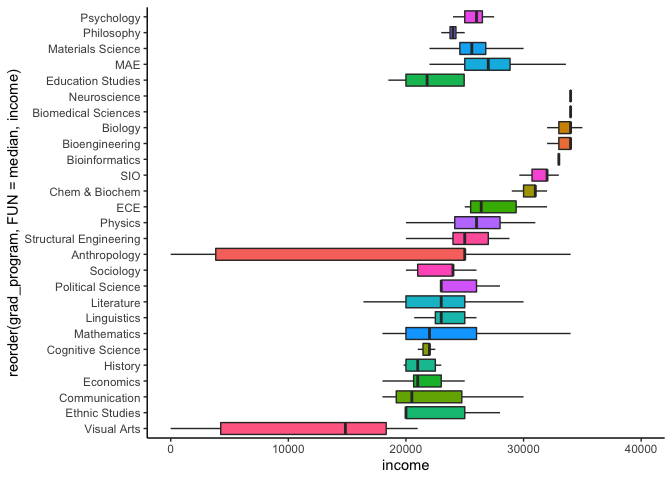 Psychology
Philosophy
Materials Science
MAE
Education Studies
Neuroscience
Biomedical Sciences
Biology
Bioengineering
Bioinformatics
SIO
Chem & Biochem
ECE
Physics
Structural Engineering
Anthropology
Sociology
Political Science
Literature
Linguistics
Mathematics
Cognitive Science
History
Economics
Communication
Ethnic Studies
Visual Arts
reorder(grad_program, FUN = median, income)
0 10000 20000 30000 40000
income